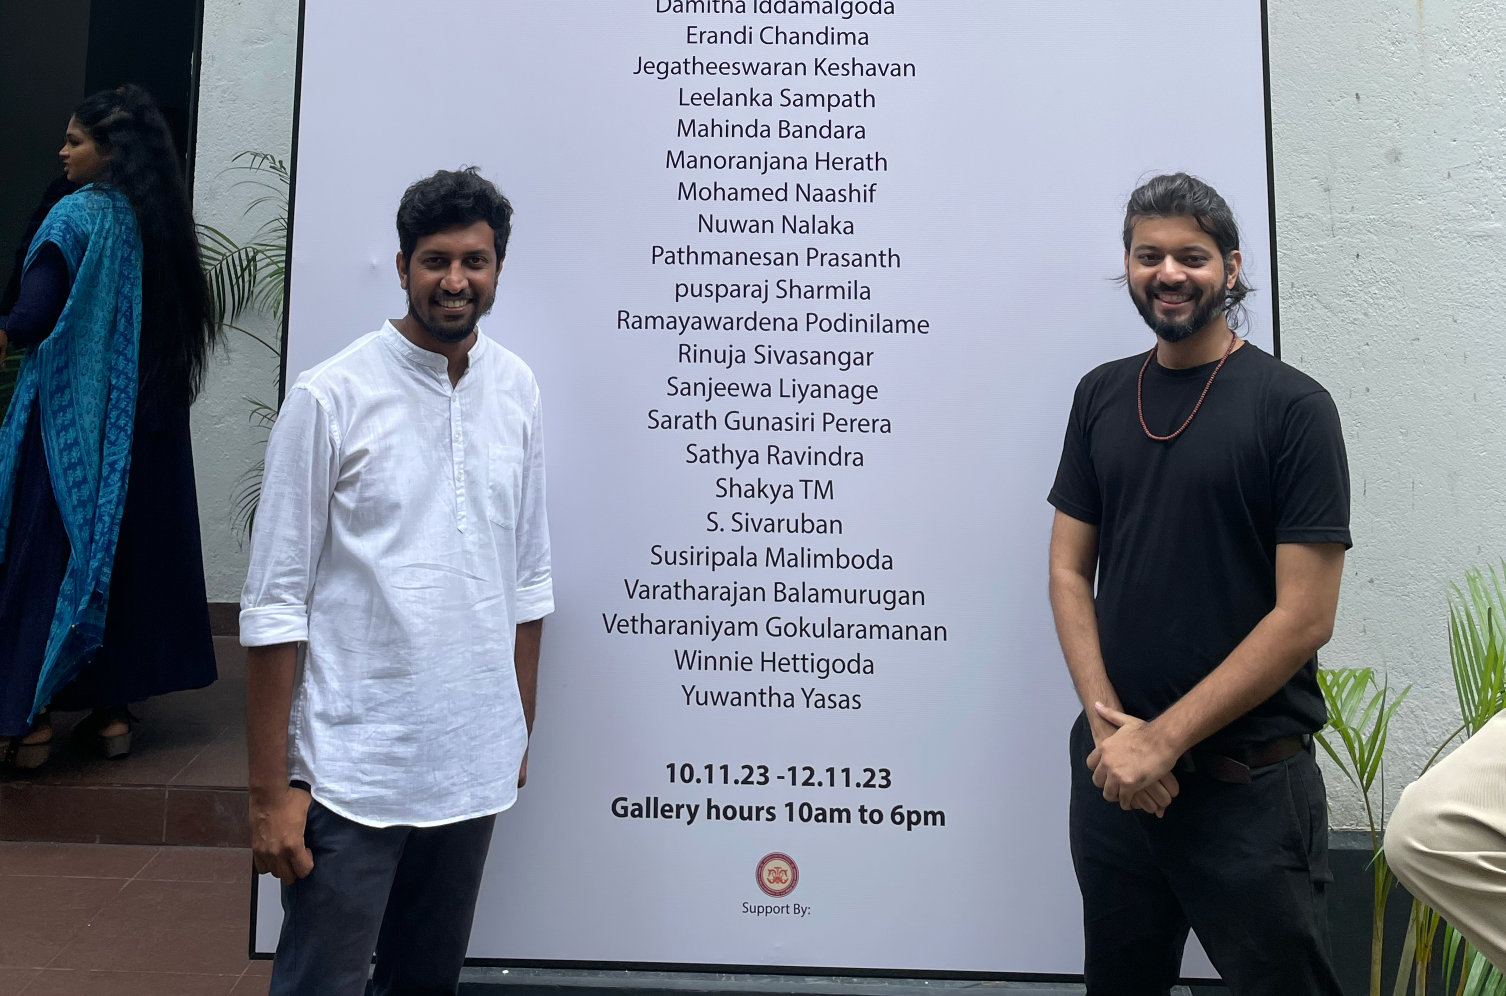 Damitha Iddamalgoda
Erandi Chandima
Jegatheeswaran Keshavan
Leelanka Sampath
Mahinda Bandara
Manoranjana Herath
Mohamed Naashif
Nuwan Nalaka
Pathmanesan Prasanth
pusparaj Sharmila
Ramayawardena Podinilame
Rinuja Sivasangar
Sanjeewa Liyanage
Sarath Gunasiri Perera
Sathya Ravindra
Shakya TM
S. Sivaruban
Susiripala Malimboda
Varatharajan Balamurugan
Vetharaniyam Gokularamanan
Winnie Hettigoda
Yuwantha Yasas
10.11.23 -12.11.23
Gallery hours 10am to 6pm
Support By: